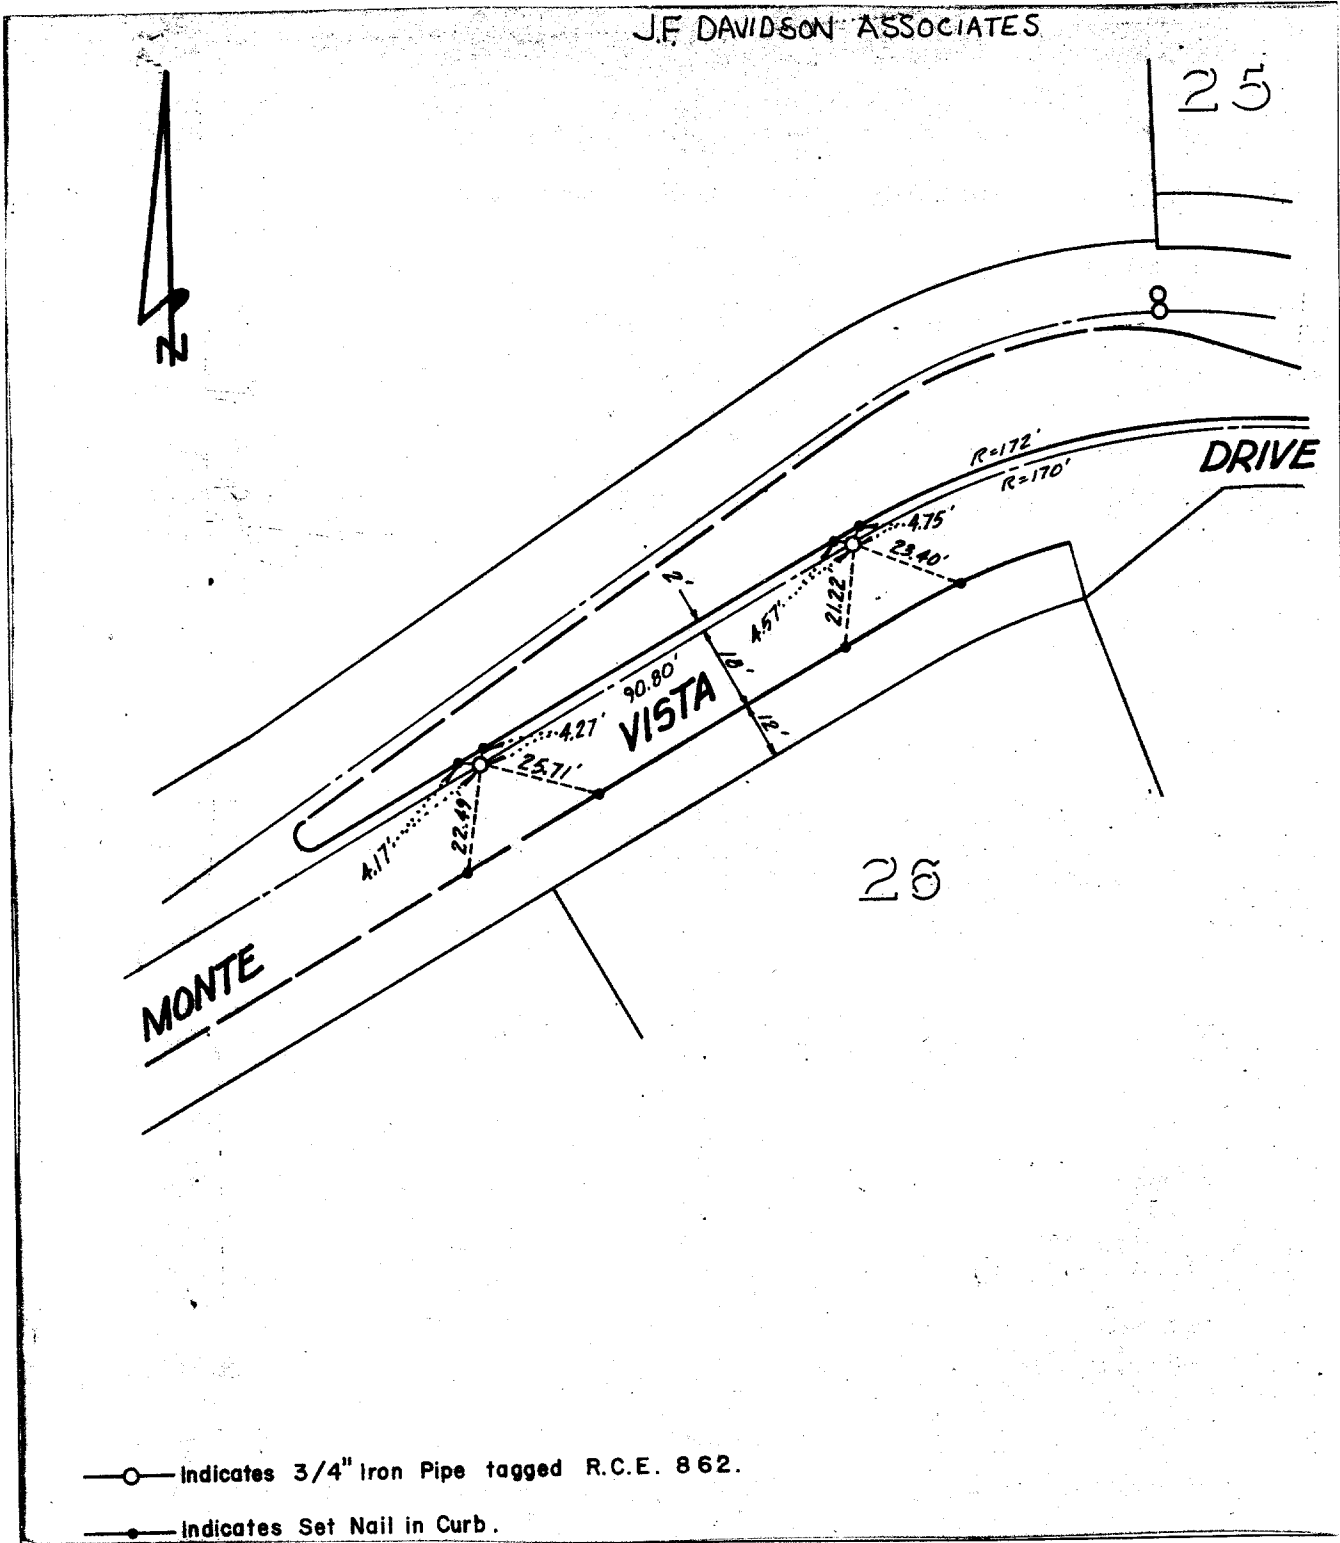 J.F. DAVIDSON ASSOCIATES
25
N
8
R=172'
R=170'
DRIVE
4.75'
23.40'
21.22
4.57'
2'
18'
12'
90.80'
VISTA
4.27'
25.71'
22.49'
4.17'
26
MONTE
Indicates 3/4" Iron Pipe tagged R.C.E. 862.
Indicates Set Nail in Curb.